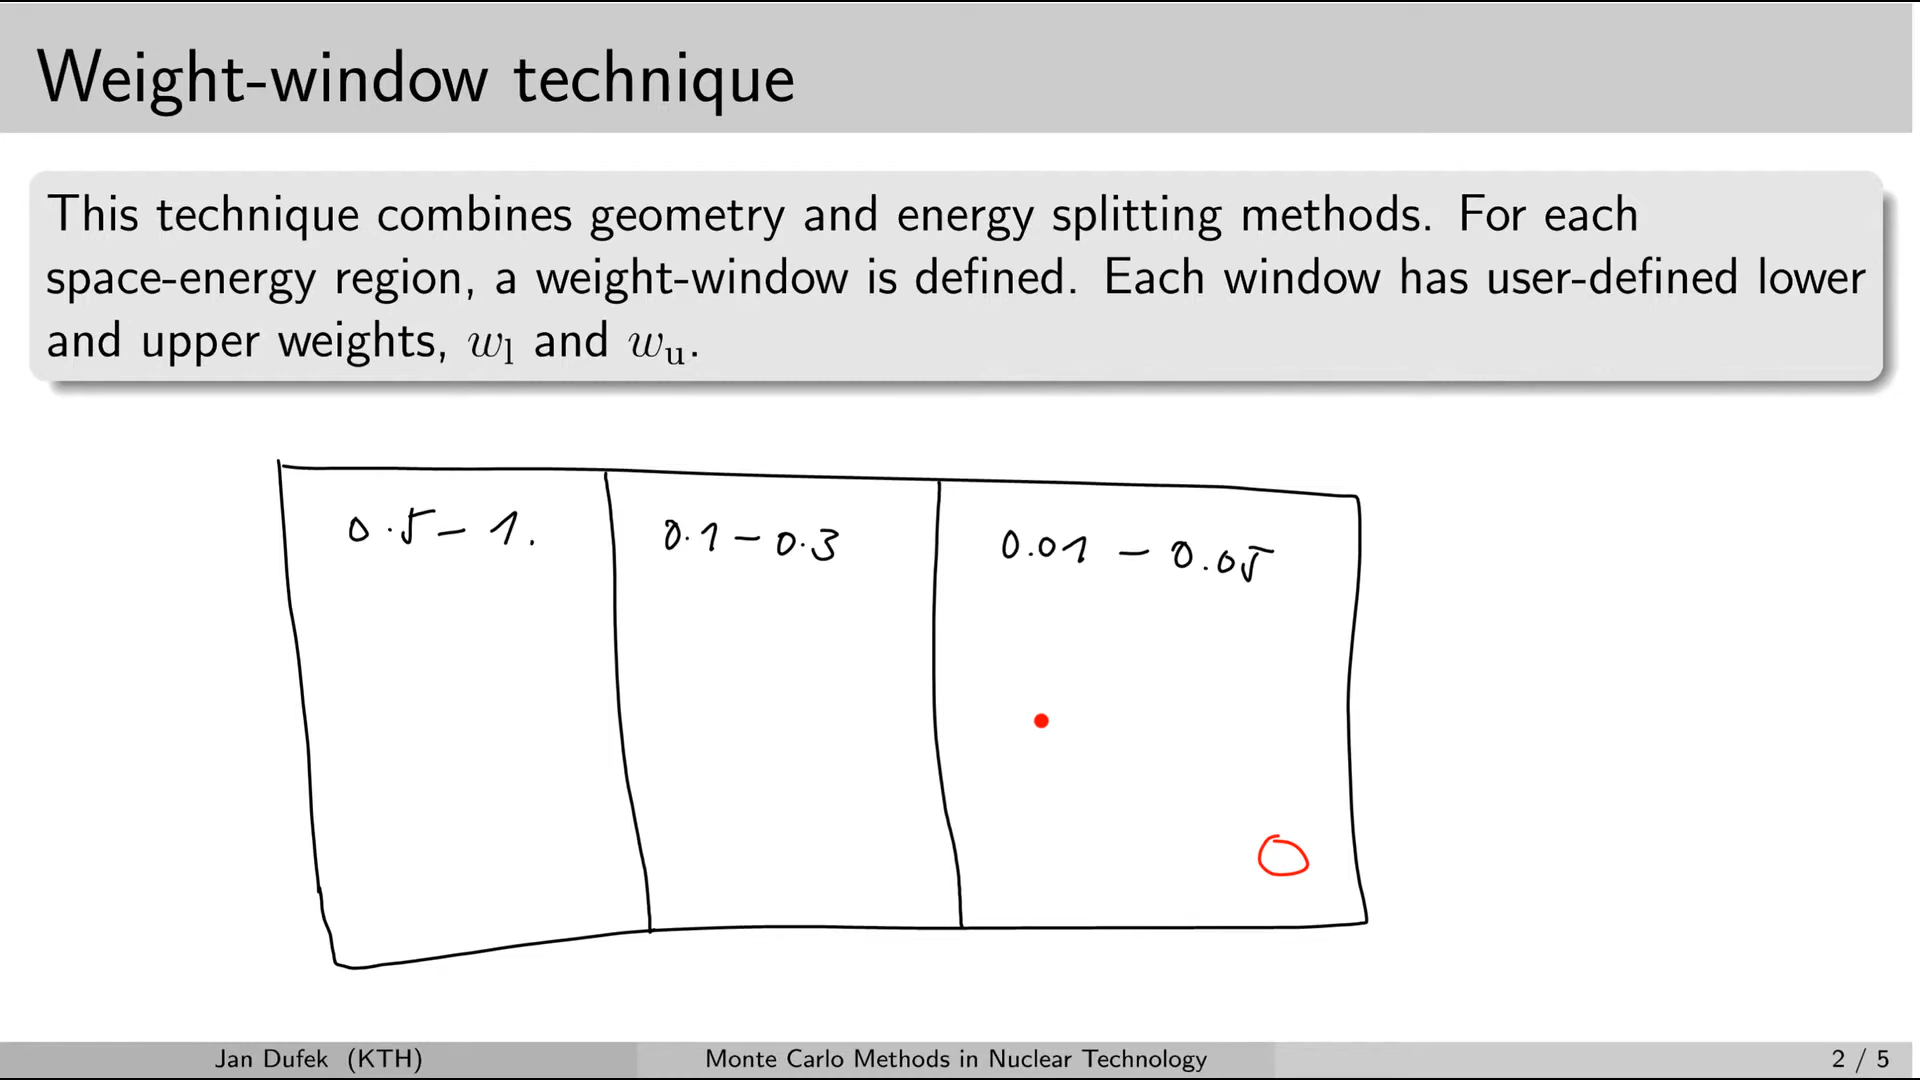 Weight-window technique
This technique combines geometry and energy splitting methods. For each
space-energy region, a weight-window is defined. Each window has user-defined lower
and upper weights, wl and wu.
0.5 – 1. 0.1 – 0.3 0.01 – 0.05
Jan Dufek (KTH) Monte Carlo Methods in Nuclear Technology 2 / 5